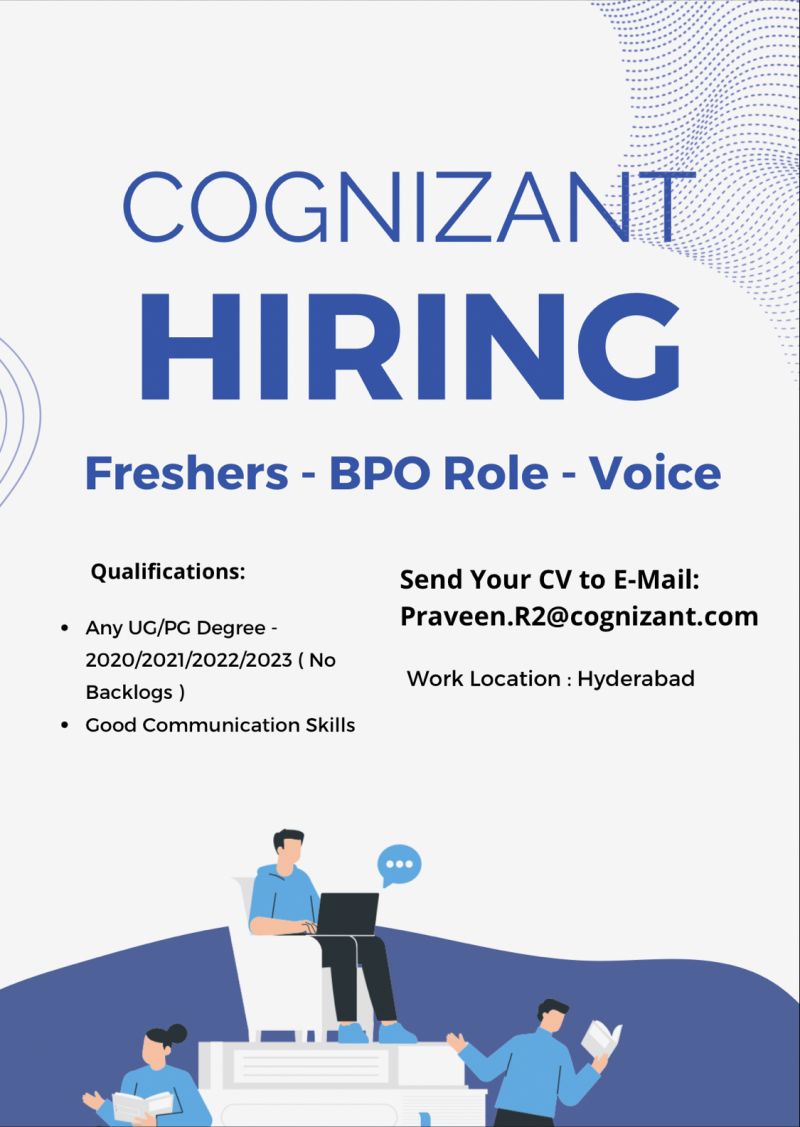 COGNIZANT
HIRING
Freshers - BPO Role - Voice
Qualifications:
• Any UG/PG Degree -
2020/2021/2022/2023 ( No
Backlogs )
• Good Communication Skills
Send Your CV to E-Mail:
Praveen.R2@cognizant.com
Work Location : Hyderabad